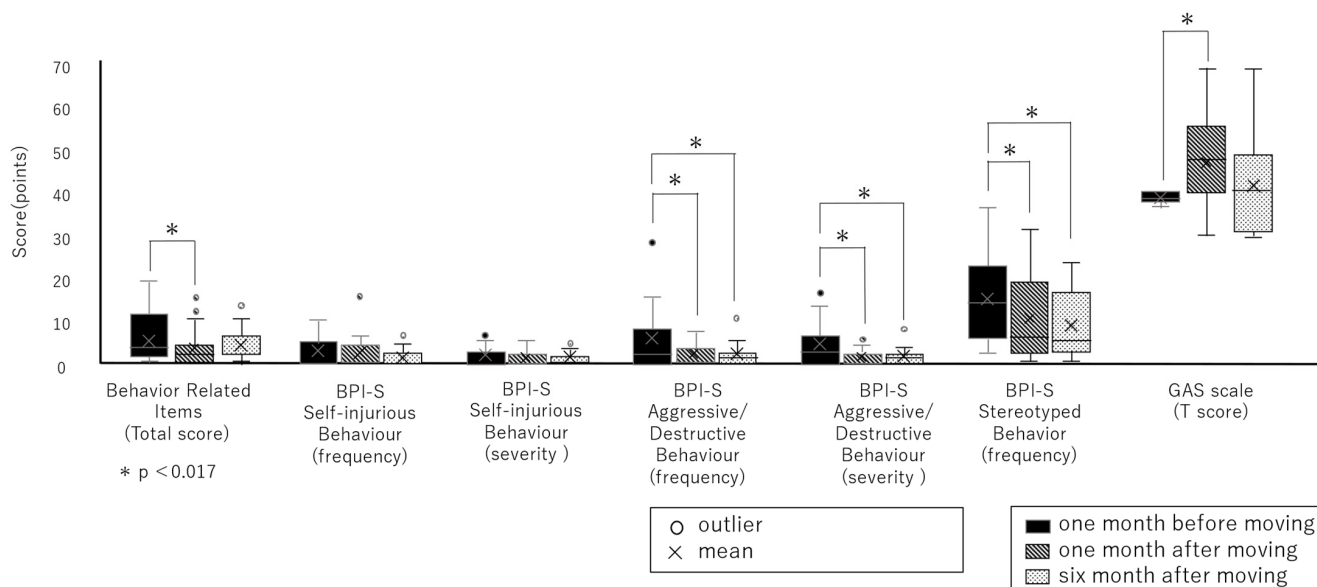 70
60
50
40
30
20
10
0
Score(points)
*
*
*
*
*
*
*
*
Behavior Related
Items
(Total score)
BPI-S
Self-injurious
Behaviour
(frequency)
BPI-S
Self-injurious
Behaviour
(severity )
BPI-S
Aggressive/
Destructive
Behaviour
(frequency)
BPI-S
Aggressive/
Destructive
Behaviour
(severity )
BPI-S
Stereotyped
Behavior
(frequency)
GAS scale
(T score)
* p <0.017
outlier
mean
one month before moving
one month after moving
six month after moving